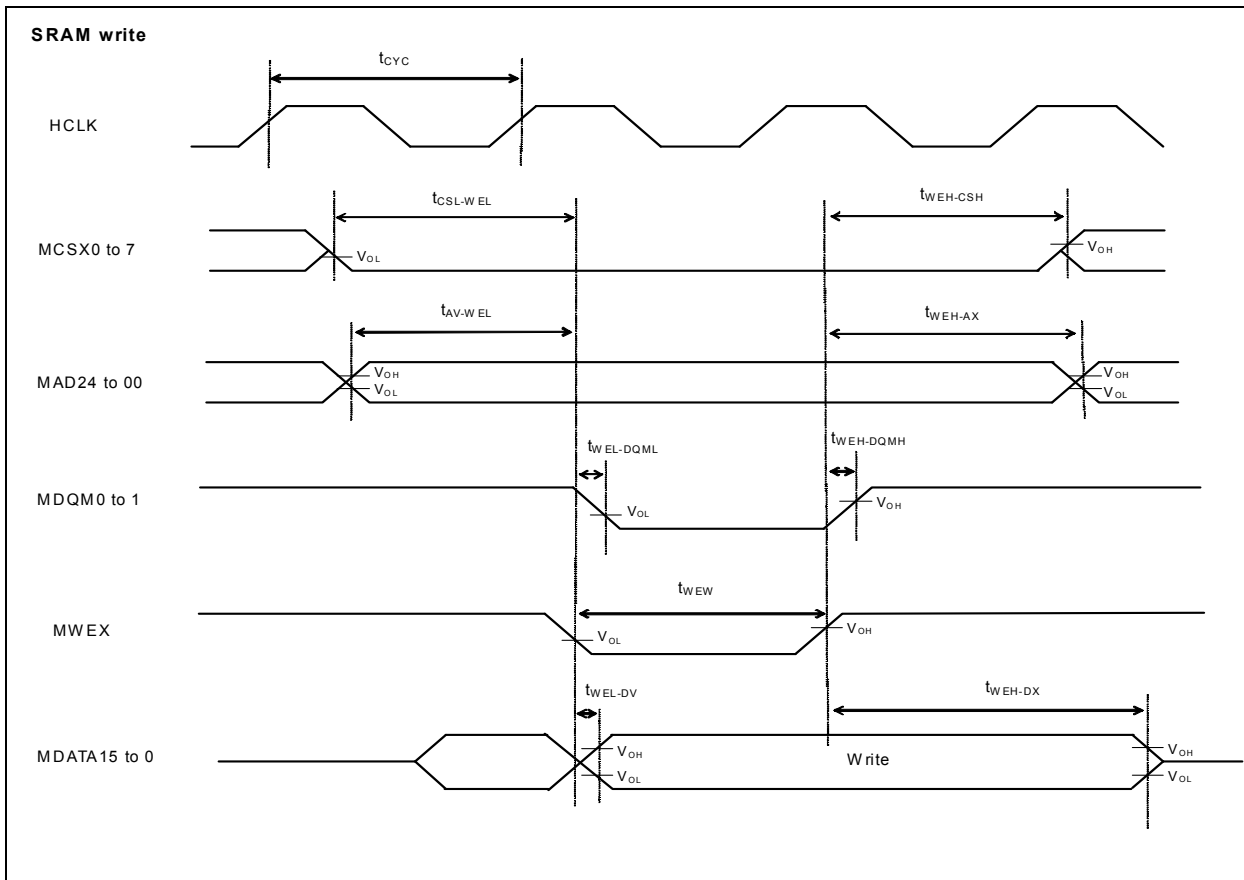 SRAM write
tCYC
HCLK
tCSL-WEL
tWEH-CSH
MCSX0 to 7
VOL
VOH
tAV-WEL
tWEH-AX
MAD24 to 00
VOH
VOL
VOH
VOL
tWEL-DQML
tWEH-DQMH
MDQM0 to 1
VOL
VOH
tWEW
MWEX
VOL
VOH
tWEL-DV
tWEH-DX
MDATA15 to 0
VOH
VOL
Write
VOH
VOL